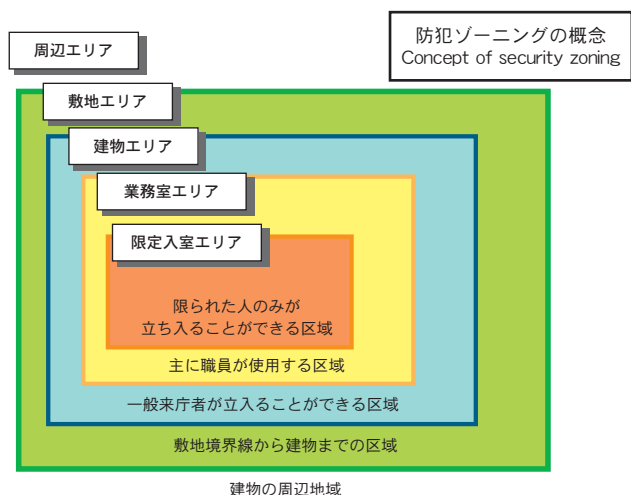 防犯ゾーニングの概念
Concept of security zoning
周辺エリア
敷地エリア
建物エリア
業務室エリア
限定入室エリア
限られた人のみが
立ち入ることができる区域
主に職員が使用する区域
一般来庁者が立入ることができる区域
敷地境界線から建物までの区域
建物の周辺地域